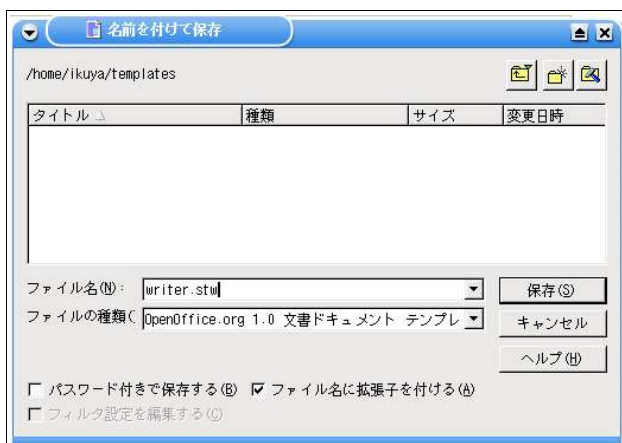 名前を付けて保存
/home/ikuya/templates
タイトル 種類 サイズ 変更日時
ファイル名(N): writer.stw 保存(S)
ファイルの種類( OpenOffice.org 1.0 文書ドキュメント テンプレ キャンセル
ヘルプ(H)
パスワード付きで保存する(B) ファイル名に拡張子を付ける(A)
フィルタ設定を編集する(C)